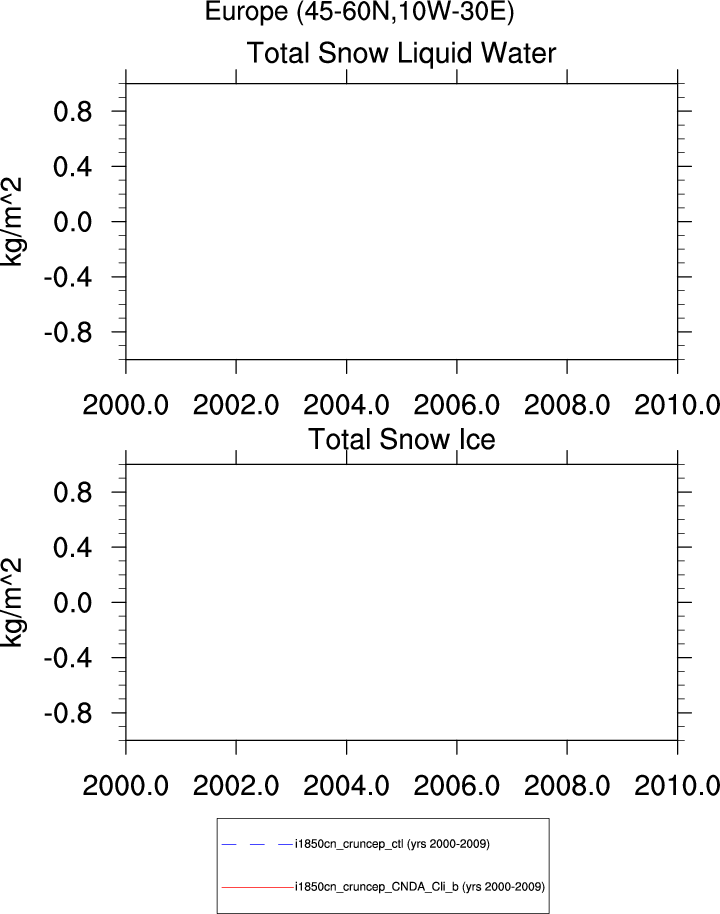 Europe (45-60N,10W-30E)
Total Snow Liquid Water
0.8
0.4
0.0
-0.4
-0.8
kg/m^2
2000.0 2002.0 2004.0 2006.0 2008.0 2010.0
Total Snow Ice
0.8
0.4
0.0
-0.4
-0.8
kg/m^2
2000.0 2002.0 2004.0 2006.0 2008.0 2010.0
i1850cn_cruncep_ctl (yrs 2000-2009)
i1850cn_cruncep_CNDA_Cli_b (yrs 2000-2009)